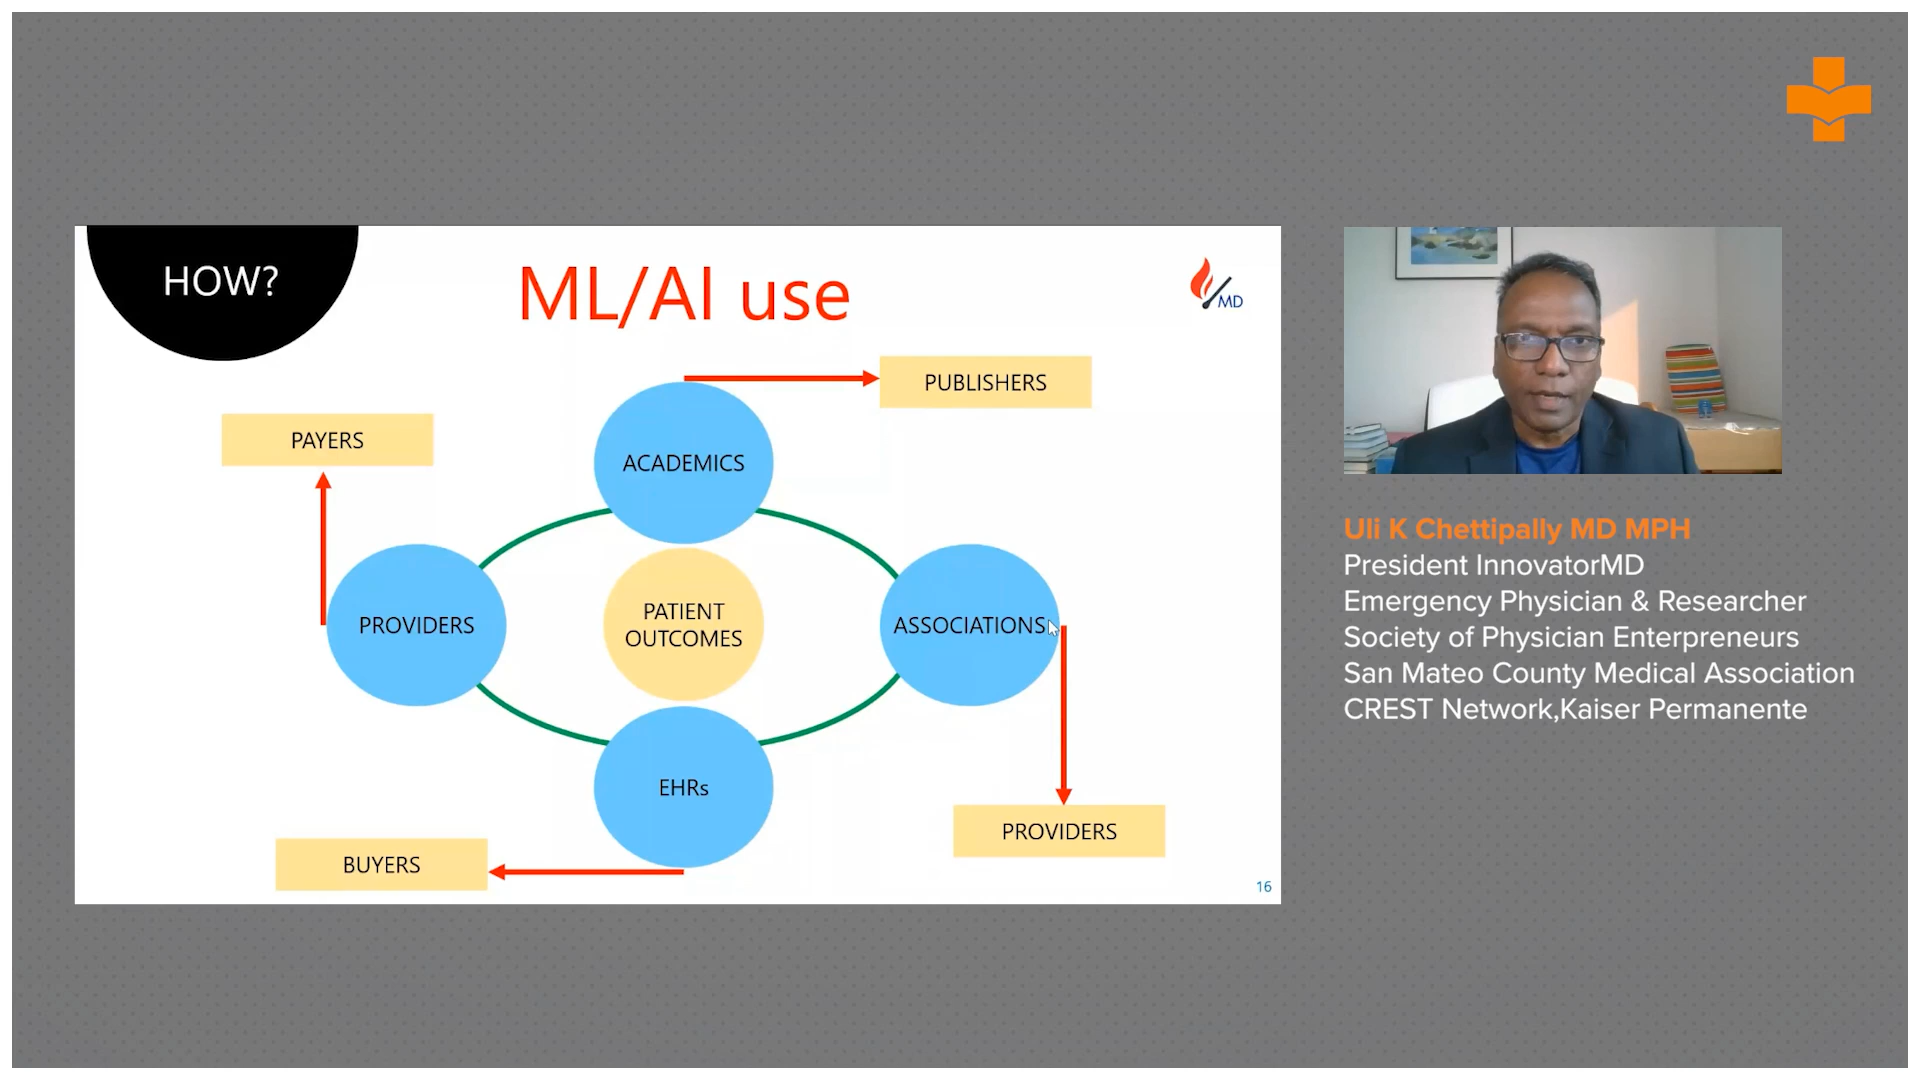 HOW?
ML/AI use
MD
PUBLISHERS
PAYERS
ACADEMICS
PROVIDERS
PATIENT
OUTCOMES
ASSOCIATIONS
EHRs
PROVIDERS
BUYERS
16
Uli K Chettipally MD MPH
President InnovatorMD
Emergency Physician & Researcher
Society of Physician Enterpreneurs
San Mateo County Medical Association
CREST Network,Kaiser Permanente